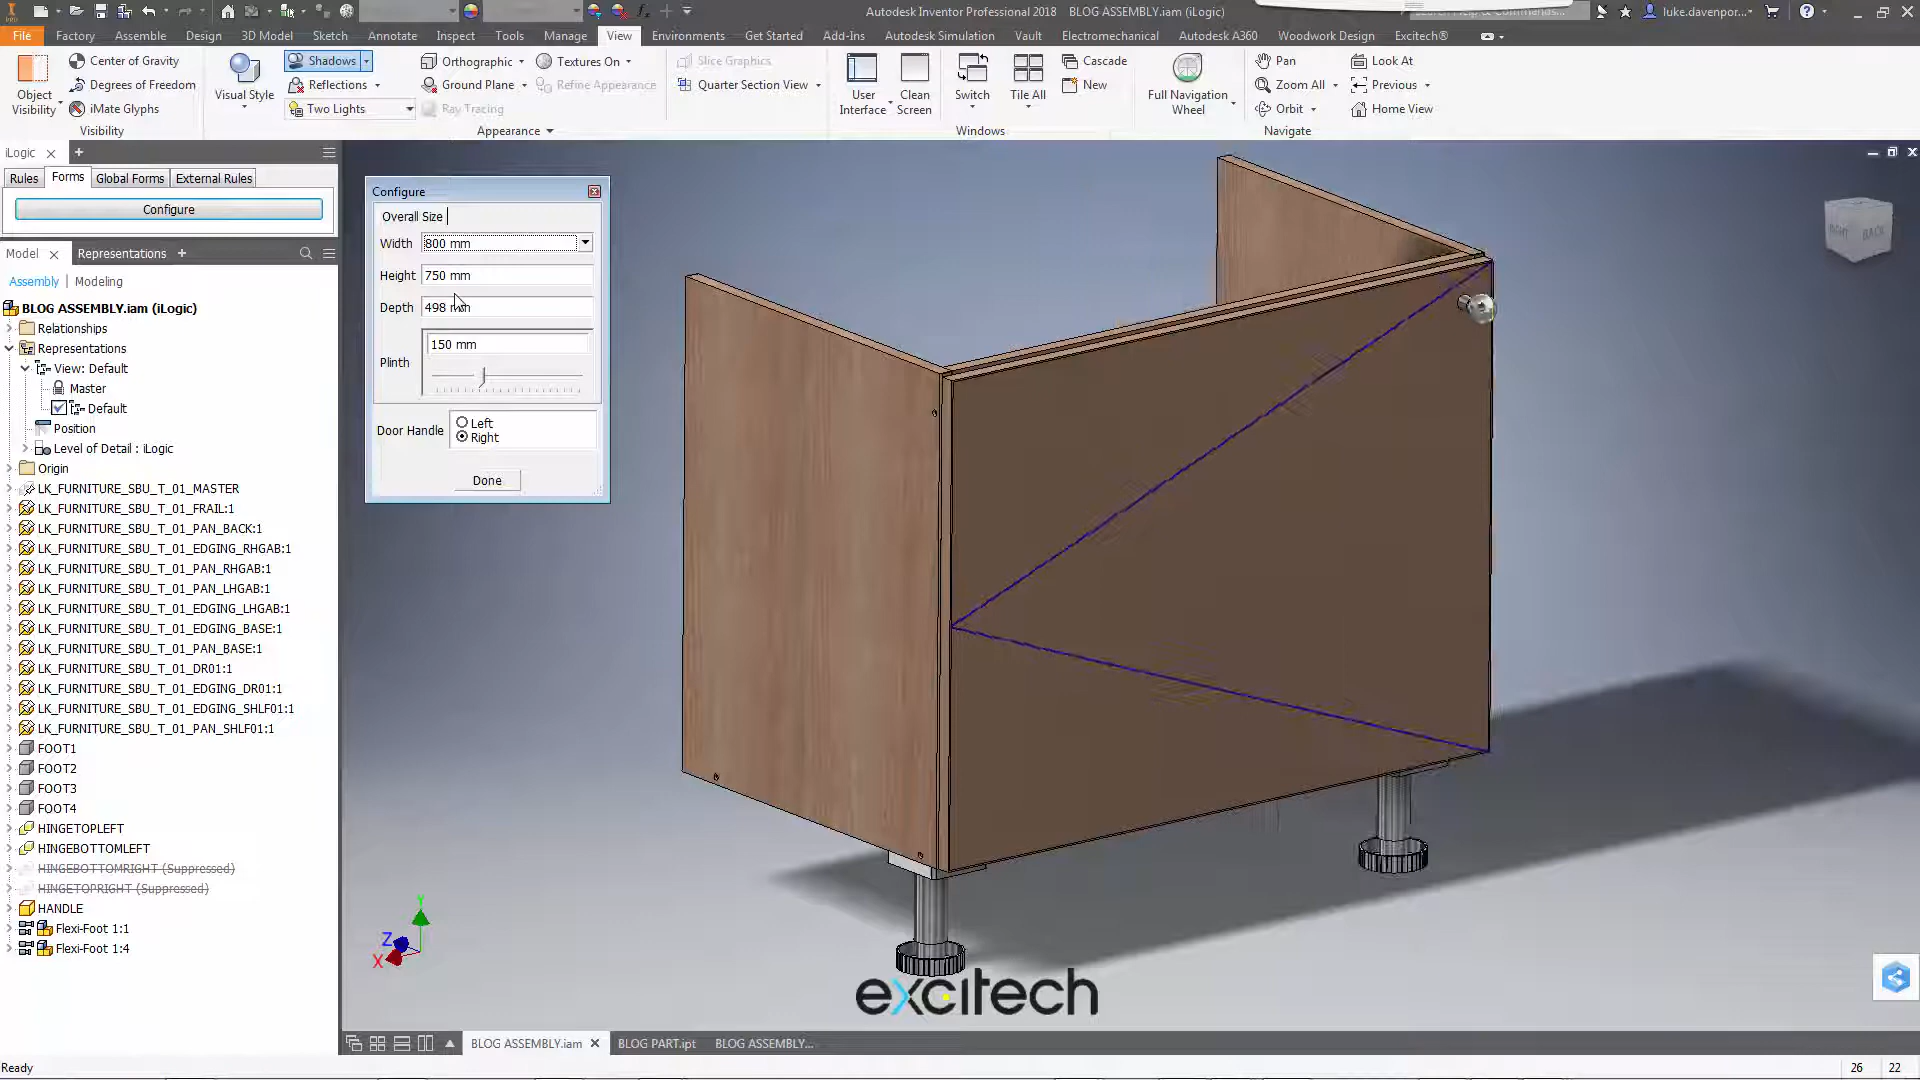 Autodesk Inventor Professional 2018 BLOG ASSEMBLY.iam (iLogic)
luke.davenpor...
File Factory Assemble Design 3D Model Sketch Annotate Inspect Tools Manage View Environments Get Started Add-Ins Autodesk Simulation Vault Electromechanical Autodesk A360 Woodwork Design Excitech®
Object Visibility
Center of Gravity
Degrees of Freedom
iMate Glyphs
Visibility
Visual Style
Shadows
Reflections
Two Lights
Orthographic
Ground Plane
Ray Tracing
Textures On
Refine Appearance
Appearance
Slice Graphics
Quarter Section View
User Interface
Clean Screen
Switch
Tile All
Cascade
New
Windows
Full Navigation Wheel
Pan
Zoom All
Orbit
Look At
Previous
Home View
Navigate
iLogic
Rules Forms Global Forms External Rules
Configure
Model Representations
Assembly | Modeling
BLOG ASSEMBLY.iam (iLogic)
Relationships
Representations
View: Default
Master
Default
Position
Level of Detail : iLogic
Origin
LK_FURNITURE_SBU_T_01_MASTER
LK_FURNITURE_SBU_T_01_FRAIL:1
LK_FURNITURE_SBU_T_01_PAN_BACK:1
LK_FURNITURE_SBU_T_01_EDGING_RHGAB:1
LK_FURNITURE_SBU_T_01_PAN_RHGAB:1
LK_FURNITURE_SBU_T_01_PAN_LHGAB:1
LK_FURNITURE_SBU_T_01_EDGING_LHGAB:1
LK_FURNITURE_SBU_T_01_EDGING_BASE:1
LK_FURNITURE_SBU_T_01_PAN_BASE:1
LK_FURNITURE_SBU_T_01_DR01:1
LK_FURNITURE_SBU_T_01_EDGING_DR01:1
LK_FURNITURE_SBU_T_01_EDGING_SHLF01:1
LK_FURNITURE_SBU_T_01_PAN_SHLF01:1
FOOT1
FOOT2
FOOT3
FOOT4
HINGETOPLEFT
HINGEBOTTOMLEFT
HINGEBOTTOMRIGHT (Suppressed)
HINGETOPRIGHT (Suppressed)
HANDLE
Flexi-Foot 1:1
Flexi-Foot 1:4
Configure
Overall Size
Width 800 mm
Height 750 mm
Depth 498 mm
150 mm
Plinth
Door Handle
Left
Right
Done
RIGHT BACK
Y
Z
X
excitech
BLOG ASSEMBLY.iam BLOG PART.ipt BLOG ASSEMBLY...
Ready
26 22